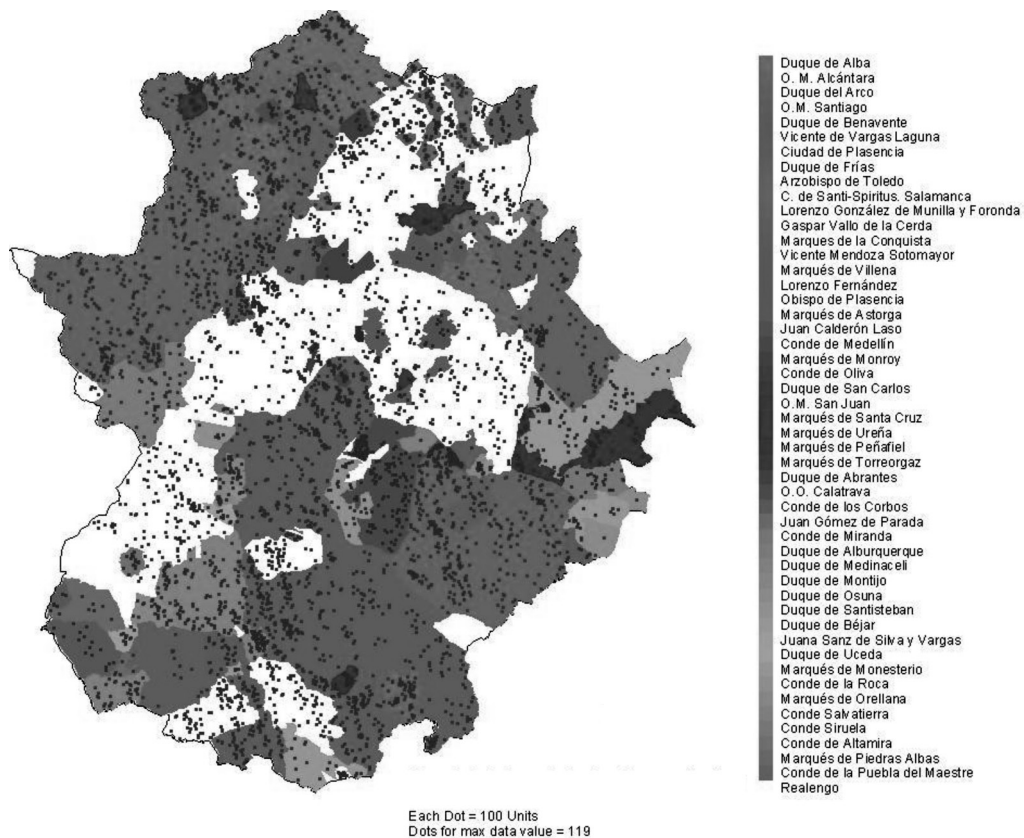 Duque de Alba
O. M. Alcántara
Duque del Arco
O.M. Santiago
Duque de Benavente
Vicente de Vargas Laguna
Ciudad de Plasencia
Duque de Frías
Arzobispo de Toledo
C. de Santi-Spiritus. Salamanca
Lorenzo González de Munilla y Foronda
Gaspar Vallo de la Cerda
Marques de la Conquista
Vicente Mendoza Sotomayor
Marqués de Villena
Lorenzo Fernández
Obispo de Plasencia
Marqués de Astorga
Juan Calderón Laso
Conde de Medellín
Marqués de Monroy
Conde de Oliva
Duque de San Carlos
O.M. San Juan
Marqués de Santa Cruz
Marqués de Ureña
Marqués de Peñafiel
Marqués de Torreorgaz
Duque de Abrantes
O.O. Calatrava
Conde de los Corbos
Juan Gómez de Parada
Conde de Miranda
Duque de Alburquerque
Duque de Medinaceli
Duque de Montijo
Duque de Osuna
Duque de Santisteban
Duque de Béjar
Juana Sanz de Silva y Vargas
Duque de Uceda
Marqués de Monesterio
Conde de la Roca
Marqués de Orellana
Conde Salvatierra
Conde Siruela
Conde de Altamira
Marqués de Piedras Albas
Conde de la Puebla del Maestre
Realengo
Each Dot = 100 Units
Dots for max data value = 119